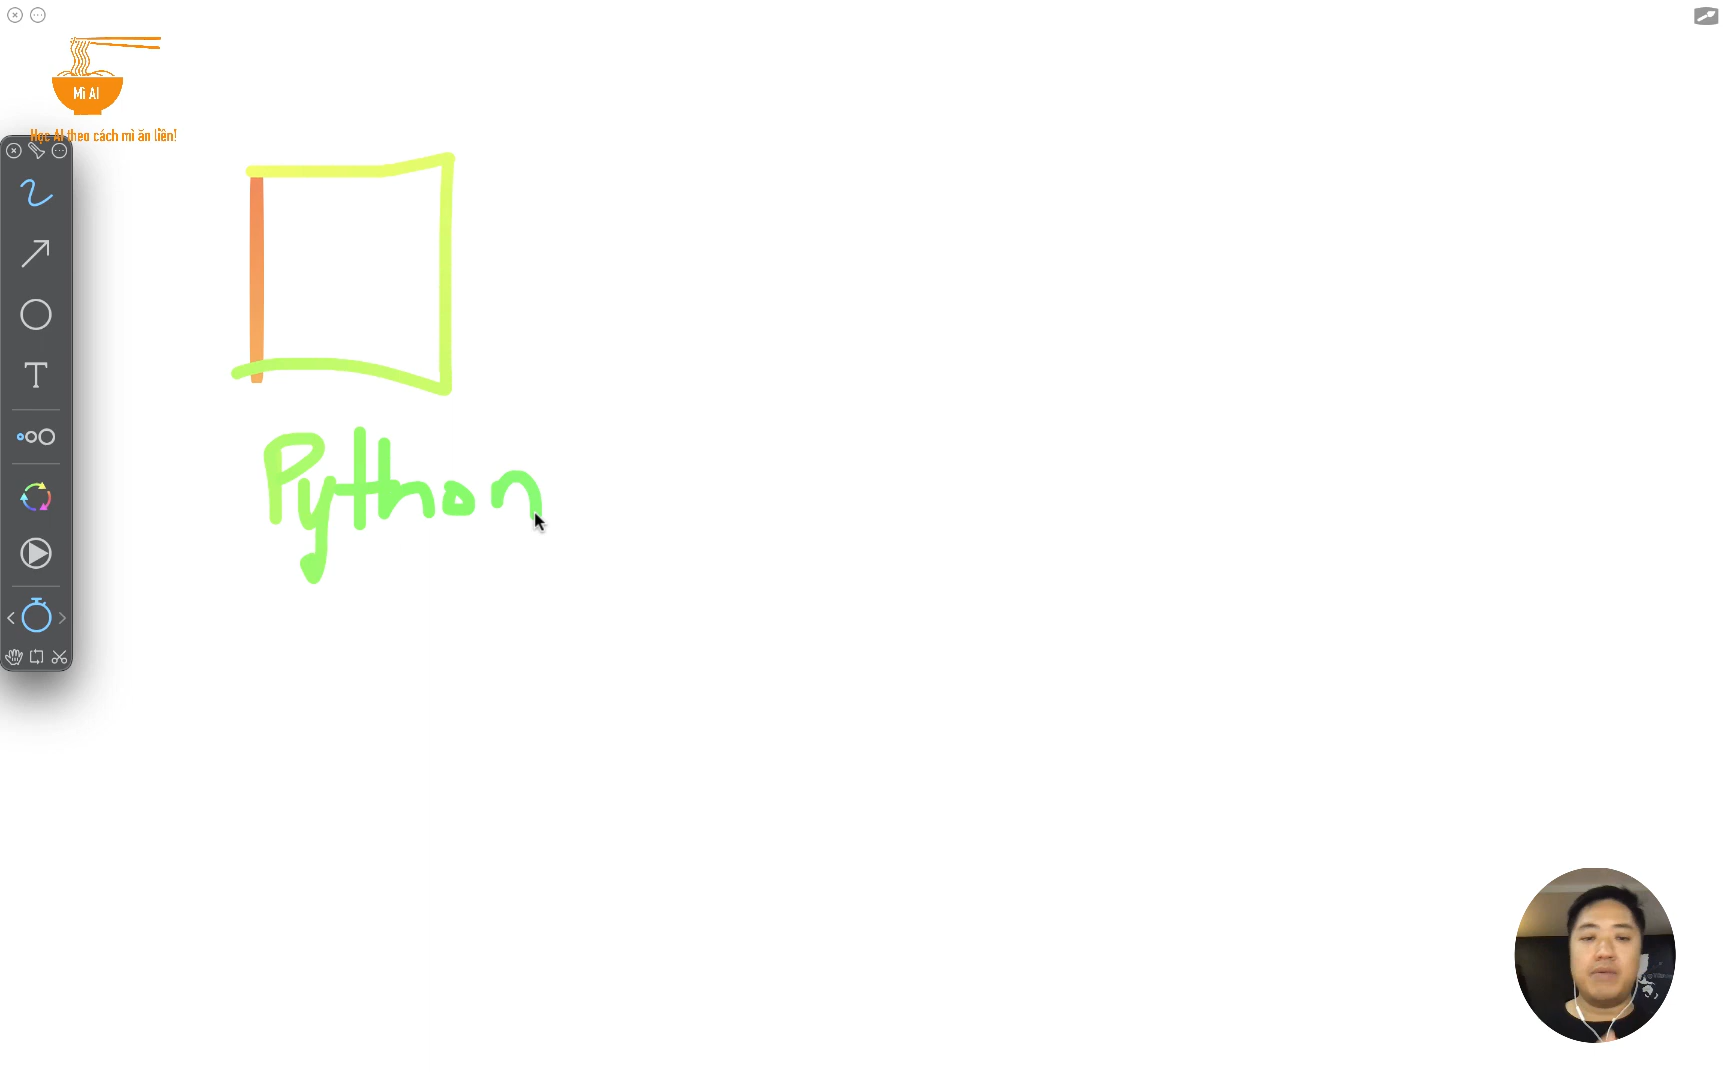 Mì AI
Học AI theo cách mì ăn liền!
Python